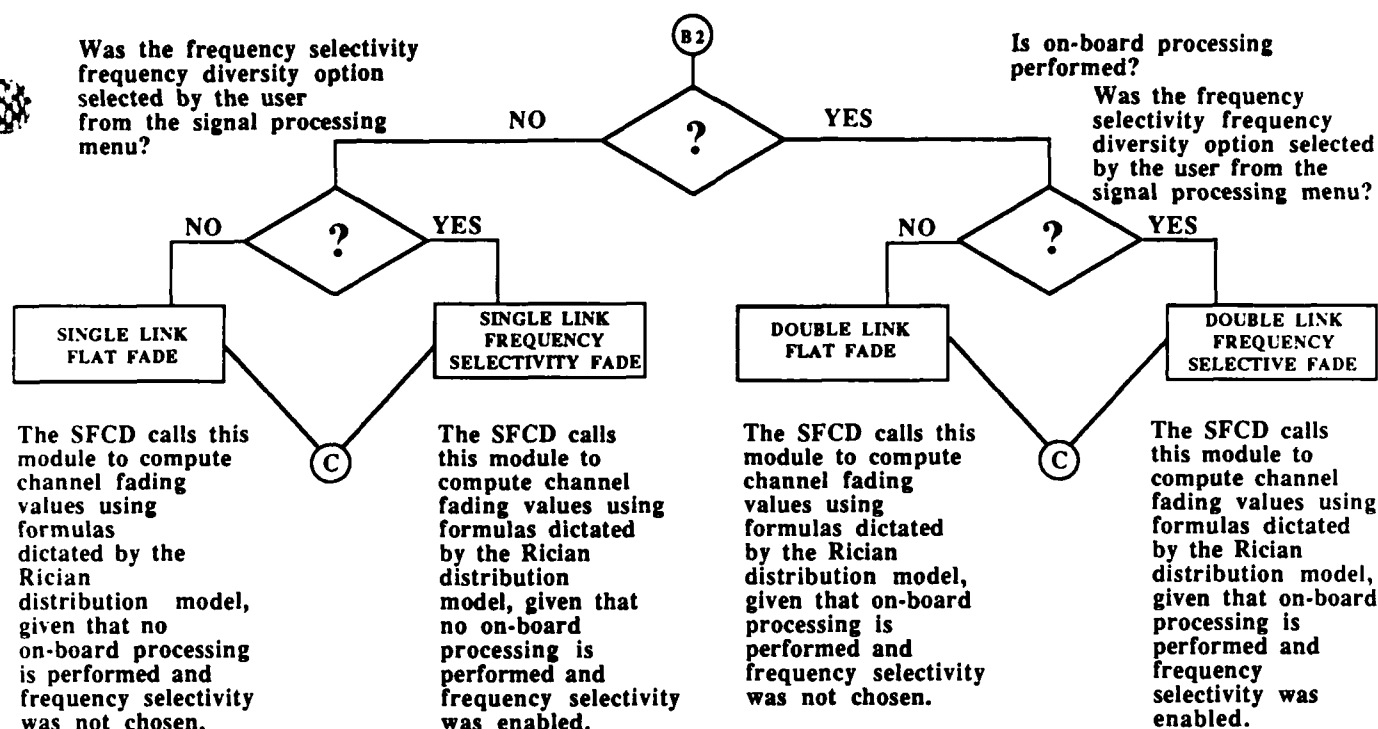 B2
Was the frequency selectivity
frequency diversity option
selected by the user
from the signal processing
menu?
Is on-board processing
performed?
Was the frequency
selectivity frequency
diversity option selected
by the user from the
signal processing menu?
NO
?
YES
NO
?
YES
NO
?
YES
SINGLE LINK
FLAT FADE
SINGLE LINK
FREQUENCY
SELECTIVITY FADE
DOUBLE LINK
FLAT FADE
DOUBLE LINK
FREQUENCY
SELECTIVE FADE
C
C
The SFCD calls this
module to compute
channel fading
values using
formulas
dictated by the
Rician
distribution model,
given that no
on-board processing
is performed and
frequency selectivity
was not chosen.
The SFCD calls
this module to
compute channel
fading values using
formulas dictated
by the Rician
distribution
model, given that
no on-board
processing is
performed and
frequency selectivity
was enabled.
The SFCD calls this
module to compute
channel fading
values using
formulas dictated
by the Rician
distribution model,
given that on-board
processing is
performed and
frequency selectivity
was not chosen.
The SFCD calls
this module to
compute channel
fading values using
formulas dictated
by the Rician
distribution model,
given that on-board
processing is
performed and
frequency
selectivity was
enabled.